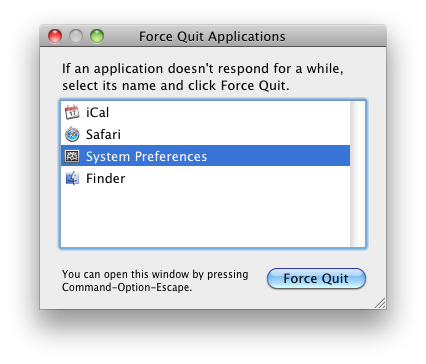 Force Quit Applications
If an application doesn't respond for a while,
select its name and click Force Quit.
17 iCal
Safari
System Preferences
Finder
You can open this window by pressing
Command-Option-Escape.
Force Quit